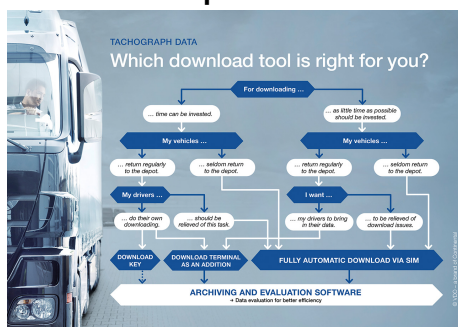 TACHOGRAPH DATA
Which download tool is right for you?
For downloading ...
... time can be invested.
... as little time as possible
should be invested.
My vehicles ...
My vehicles ...
... return regularly
to the depot.
... seldom return
to the depot.
... return regularly
to the depot.
... seldom return
to the depot.
My drivers ...
I want ...
... do their own
downloading.
... should be
relieved of this task.
... my drivers to bring
in their data.
... to be relieved of
download issues.
DOWNLOAD
KEY
DOWNLOAD TERMINAL
AS AN ADDITION
FULLY AUTOMATIC DOWNLOAD VIA SIM
ARCHIVING AND EVALUATION SOFTWARE
→ Data evaluation for better efficiency
© VDO – a brand of Continental